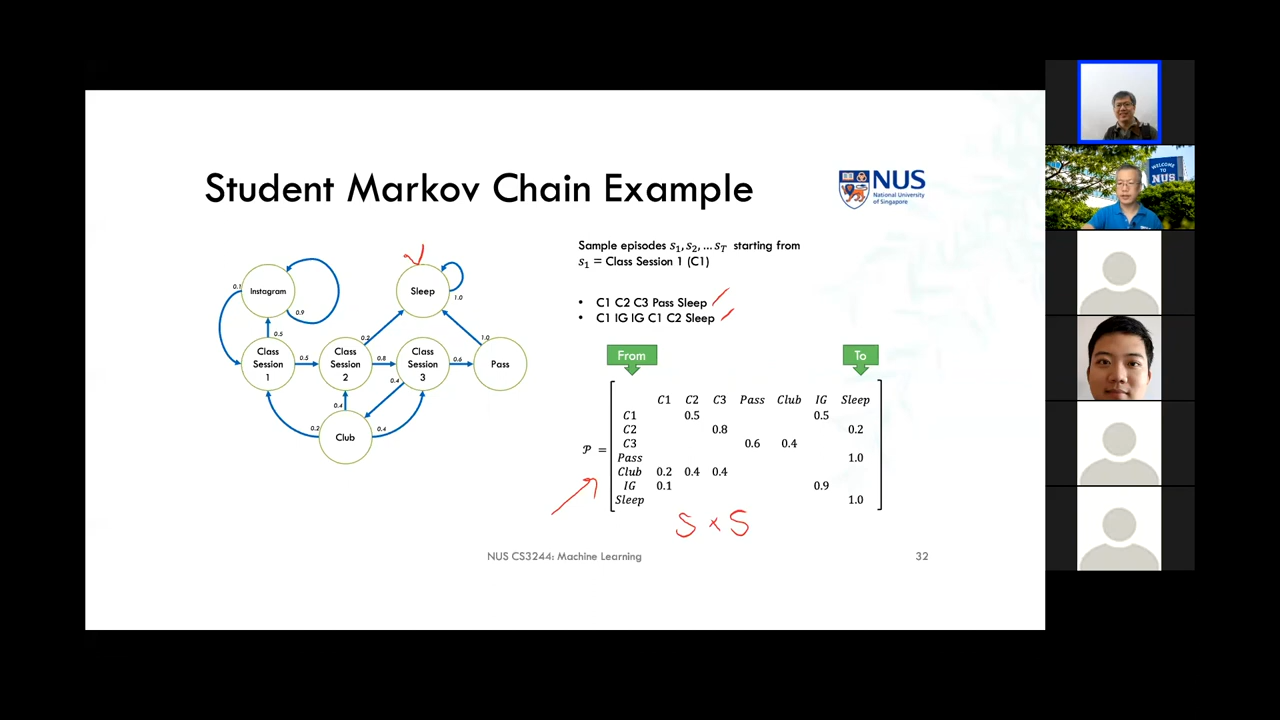 Student Markov Chain Example
NUS
National University
of Singapore
WELCOME
TO
NUS
Sample episodes s₁, s₂, … s_T starting from
s₁ = Class Session 1 (C1)
• C1 C2 C3 Pass Sleep
• C1 IG IG C1 C2 Sleep
Instagram
Sleep
Class
Session
1
Class
Session
2
Class
Session
3
Pass
Club
0.1
0.9
1.0
0.5
0.2
1.0
0.5
0.8
0.6
0.4
0.4
0.2
0.4
From
To
C1 C2 C3 Pass Club IG Sleep
C1 0.5 0.5
C2 0.8 0.2
C3 0.6 0.4
𝒫 =
Pass 1.0
Club 0.2 0.4 0.4
IG 0.1 0.9
Sleep 1.0
S × S
NUS CS3244: Machine Learning
32